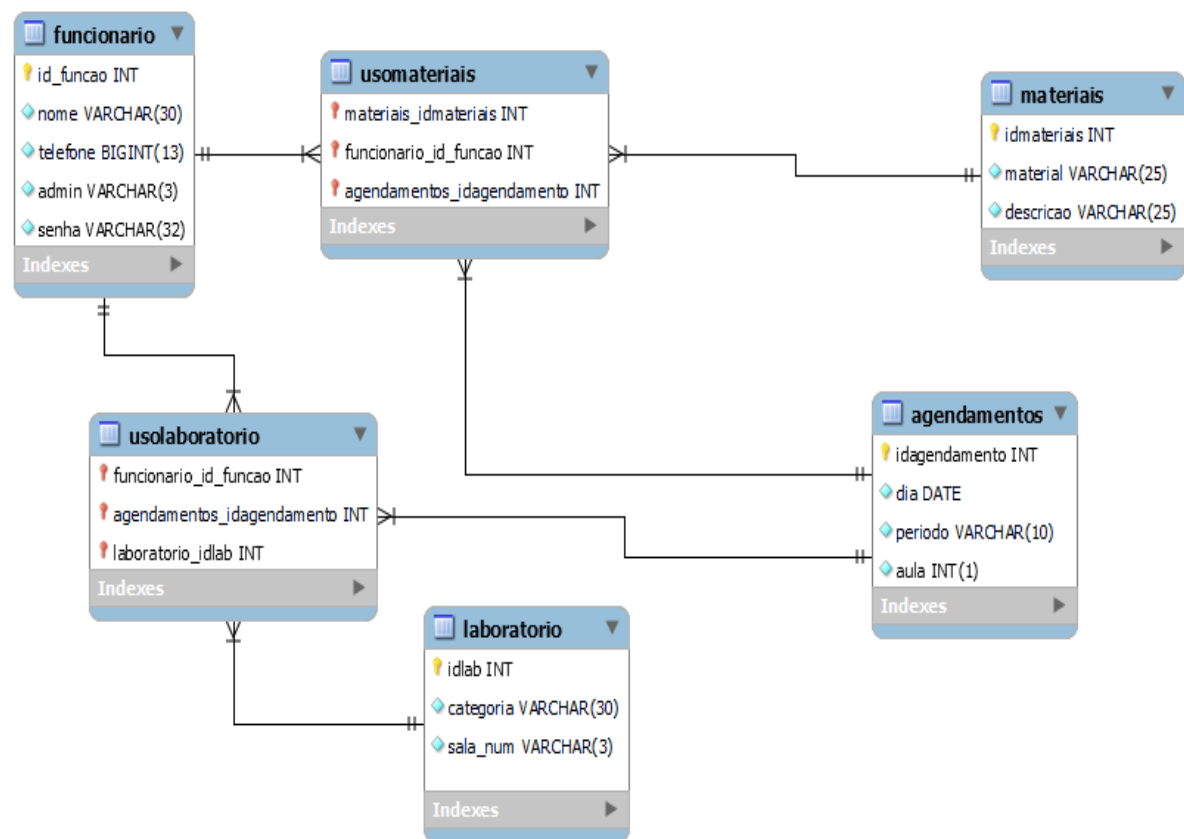 funcionario
id_funcao INT
nome VARCHAR(30)
telefone BIGINT(13)
admin VARCHAR(3)
senha VARCHAR(32)
Indexes
usomateriais
materiais_idmateriais INT
funcionario_id_funcao INT
agendamentos_idagendamento INT
Indexes
materiais
idmateriais INT
material VARCHAR(25)
descricao VARCHAR(25)
Indexes
usolaboratorio
funcionario_id_funcao INT
agendamentos_idagendamento INT
laboratorio_idlab INT
Indexes
agendamentos
idagendamento INT
dia DATE
periodo VARCHAR(10)
aula INT(1)
Indexes
laboratorio
idlab INT
categoria VARCHAR(30)
sala_num VARCHAR(3)
Indexes